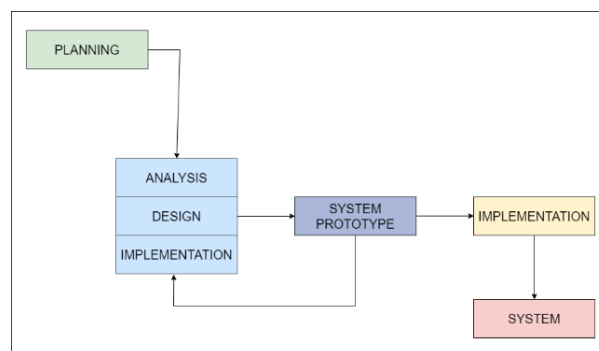 PLANNING
ANALYSIS
DESIGN
IMPLEMENTATION
SYSTEM
PROTOTYPE
IMPLEMENTATION
SYSTEM